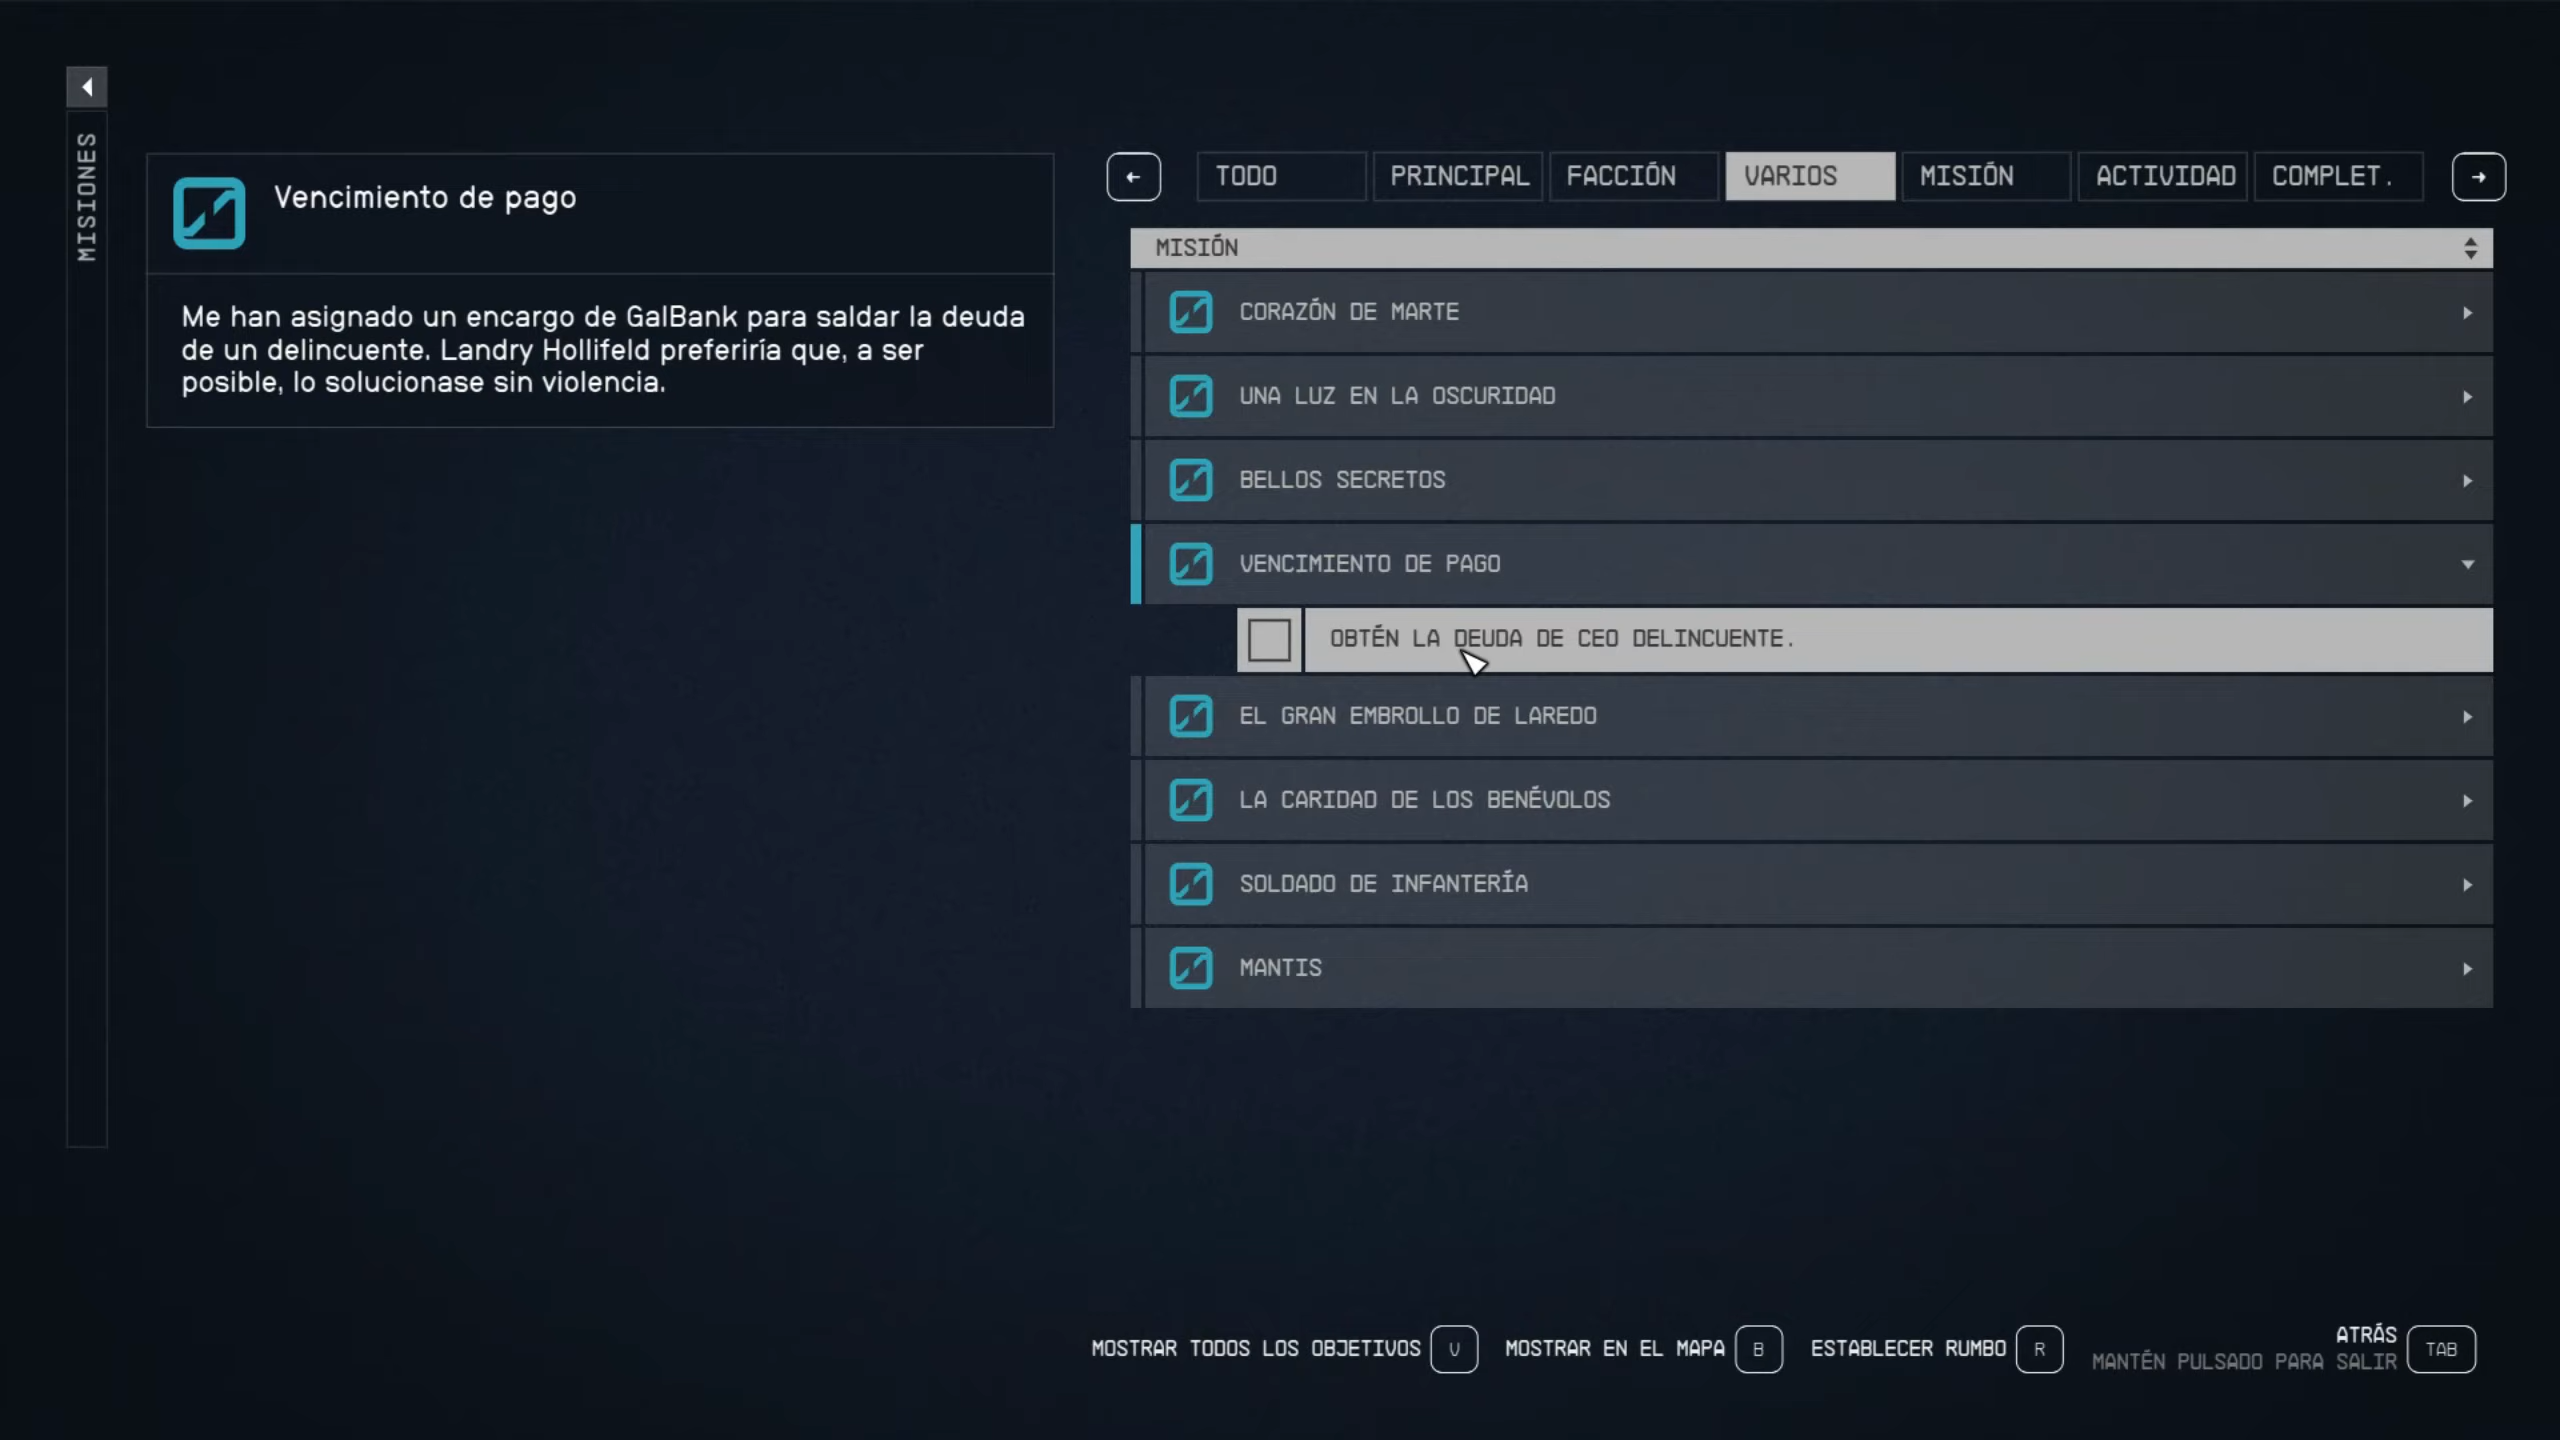 MISIONES
Vencimiento de pago
Me han asignado un encargo de GalBank para saldar la deuda
de un delincuente. Landry Hollifeld preferiría que, a ser
posible, lo solucionase sin violencia.
TODO
PRINCIPAL
FACCIÓN
VARIOS
MISIÓN
ACTIVIDAD
COMPLET.
MISIÓN
CORAZÓN DE MARTE
UNA LUZ EN LA OSCURIDAD
BELLOS SECRETOS
VENCIMIENTO DE PAGO
OBTÉN LA DEUDA DE CEO DELINCUENTE.
EL GRAN EMBROLLO DE LAREDO
LA CARIDAD DE LOS BENÉVOLOS
SOLDADO DE INFANTERÍA
MANTIS
MOSTRAR TODOS LOS OBJETIVOS V
MOSTRAR EN EL MAPA B
ESTABLECER RUMBO R
ATRÁS
MANTÉN PULSADO PARA SALIR
TAB